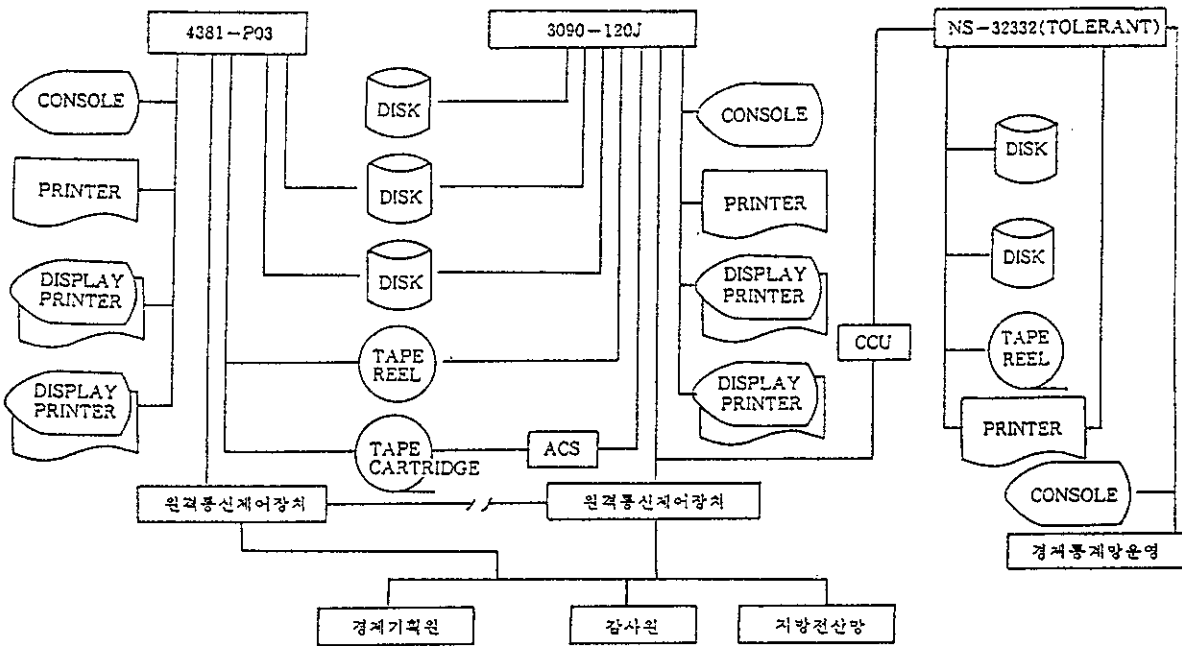 4381-P03
3090-120J
NS-32332(TOLERANT)
CONSOLE
DISK
CONSOLE
DISK
PRINTER
DISK
PRINTER
DISK
DISPLAY
PRINTER
DISK
DISPLAY
PRINTER
CCU
TAPE
REEL
TAPE
REEL
DISPLAY
PRINTER
DISPLAY
PRINTER
TAPE
CARTRIDGE
ACS
PRINTER
원격통신제어장치
원격통신제어장치
CONSOLE
경제통계망운영
경제기획원
감사원
지방전산망